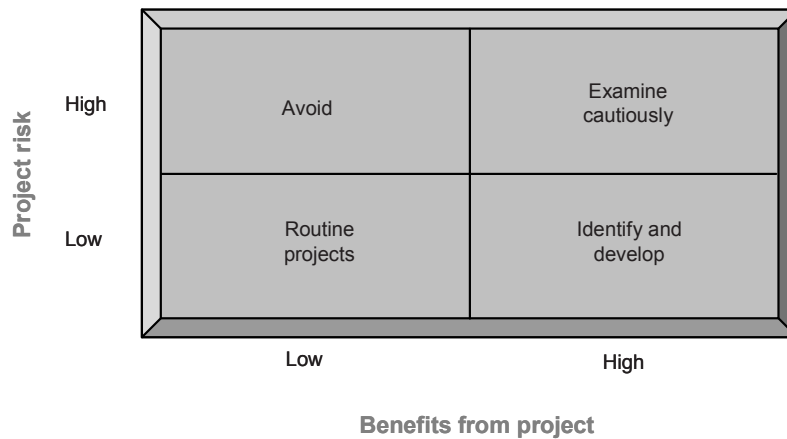 Project risk
High
Avoid
Examine
cautiously
Low
Routine
projects
Identify and
develop
Low
High
Benefits from project